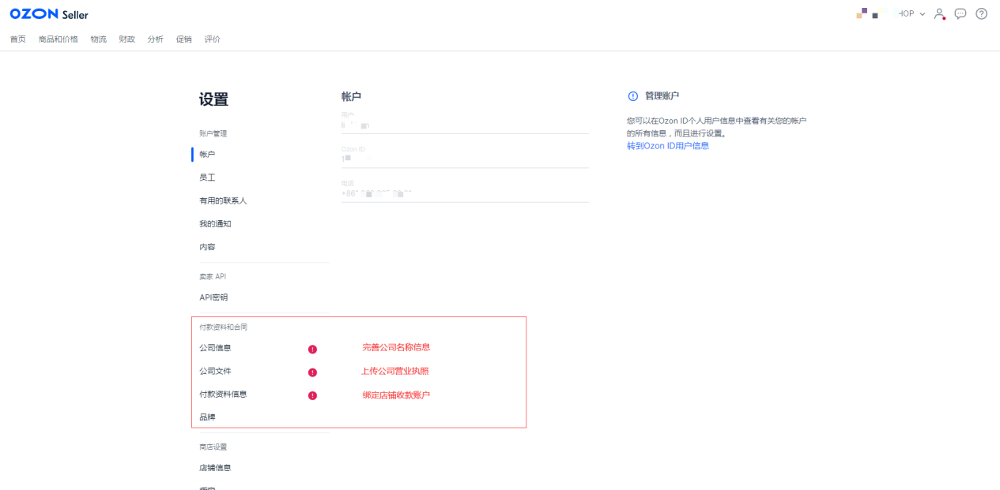 OZON Seller
HOP
首页 商品和价格 物流 财政 分析 促销 评价
设置
账户管理
帐户
员工
有用的联系人
我的通知
内容
卖家 API
API密钥
付款资料和合同
公司信息 完善公司名称信息
公司文件 上传公司营业执照
付款资料信息 绑定店铺收款账户
品牌
商店设置
店铺信息
帐户
用户
Ozon ID
电话
管理账户
您可以在Ozon ID个人用户信息中查看有关您的帐户
的所有信息，而且进行设置。
转到Ozon ID用户信息